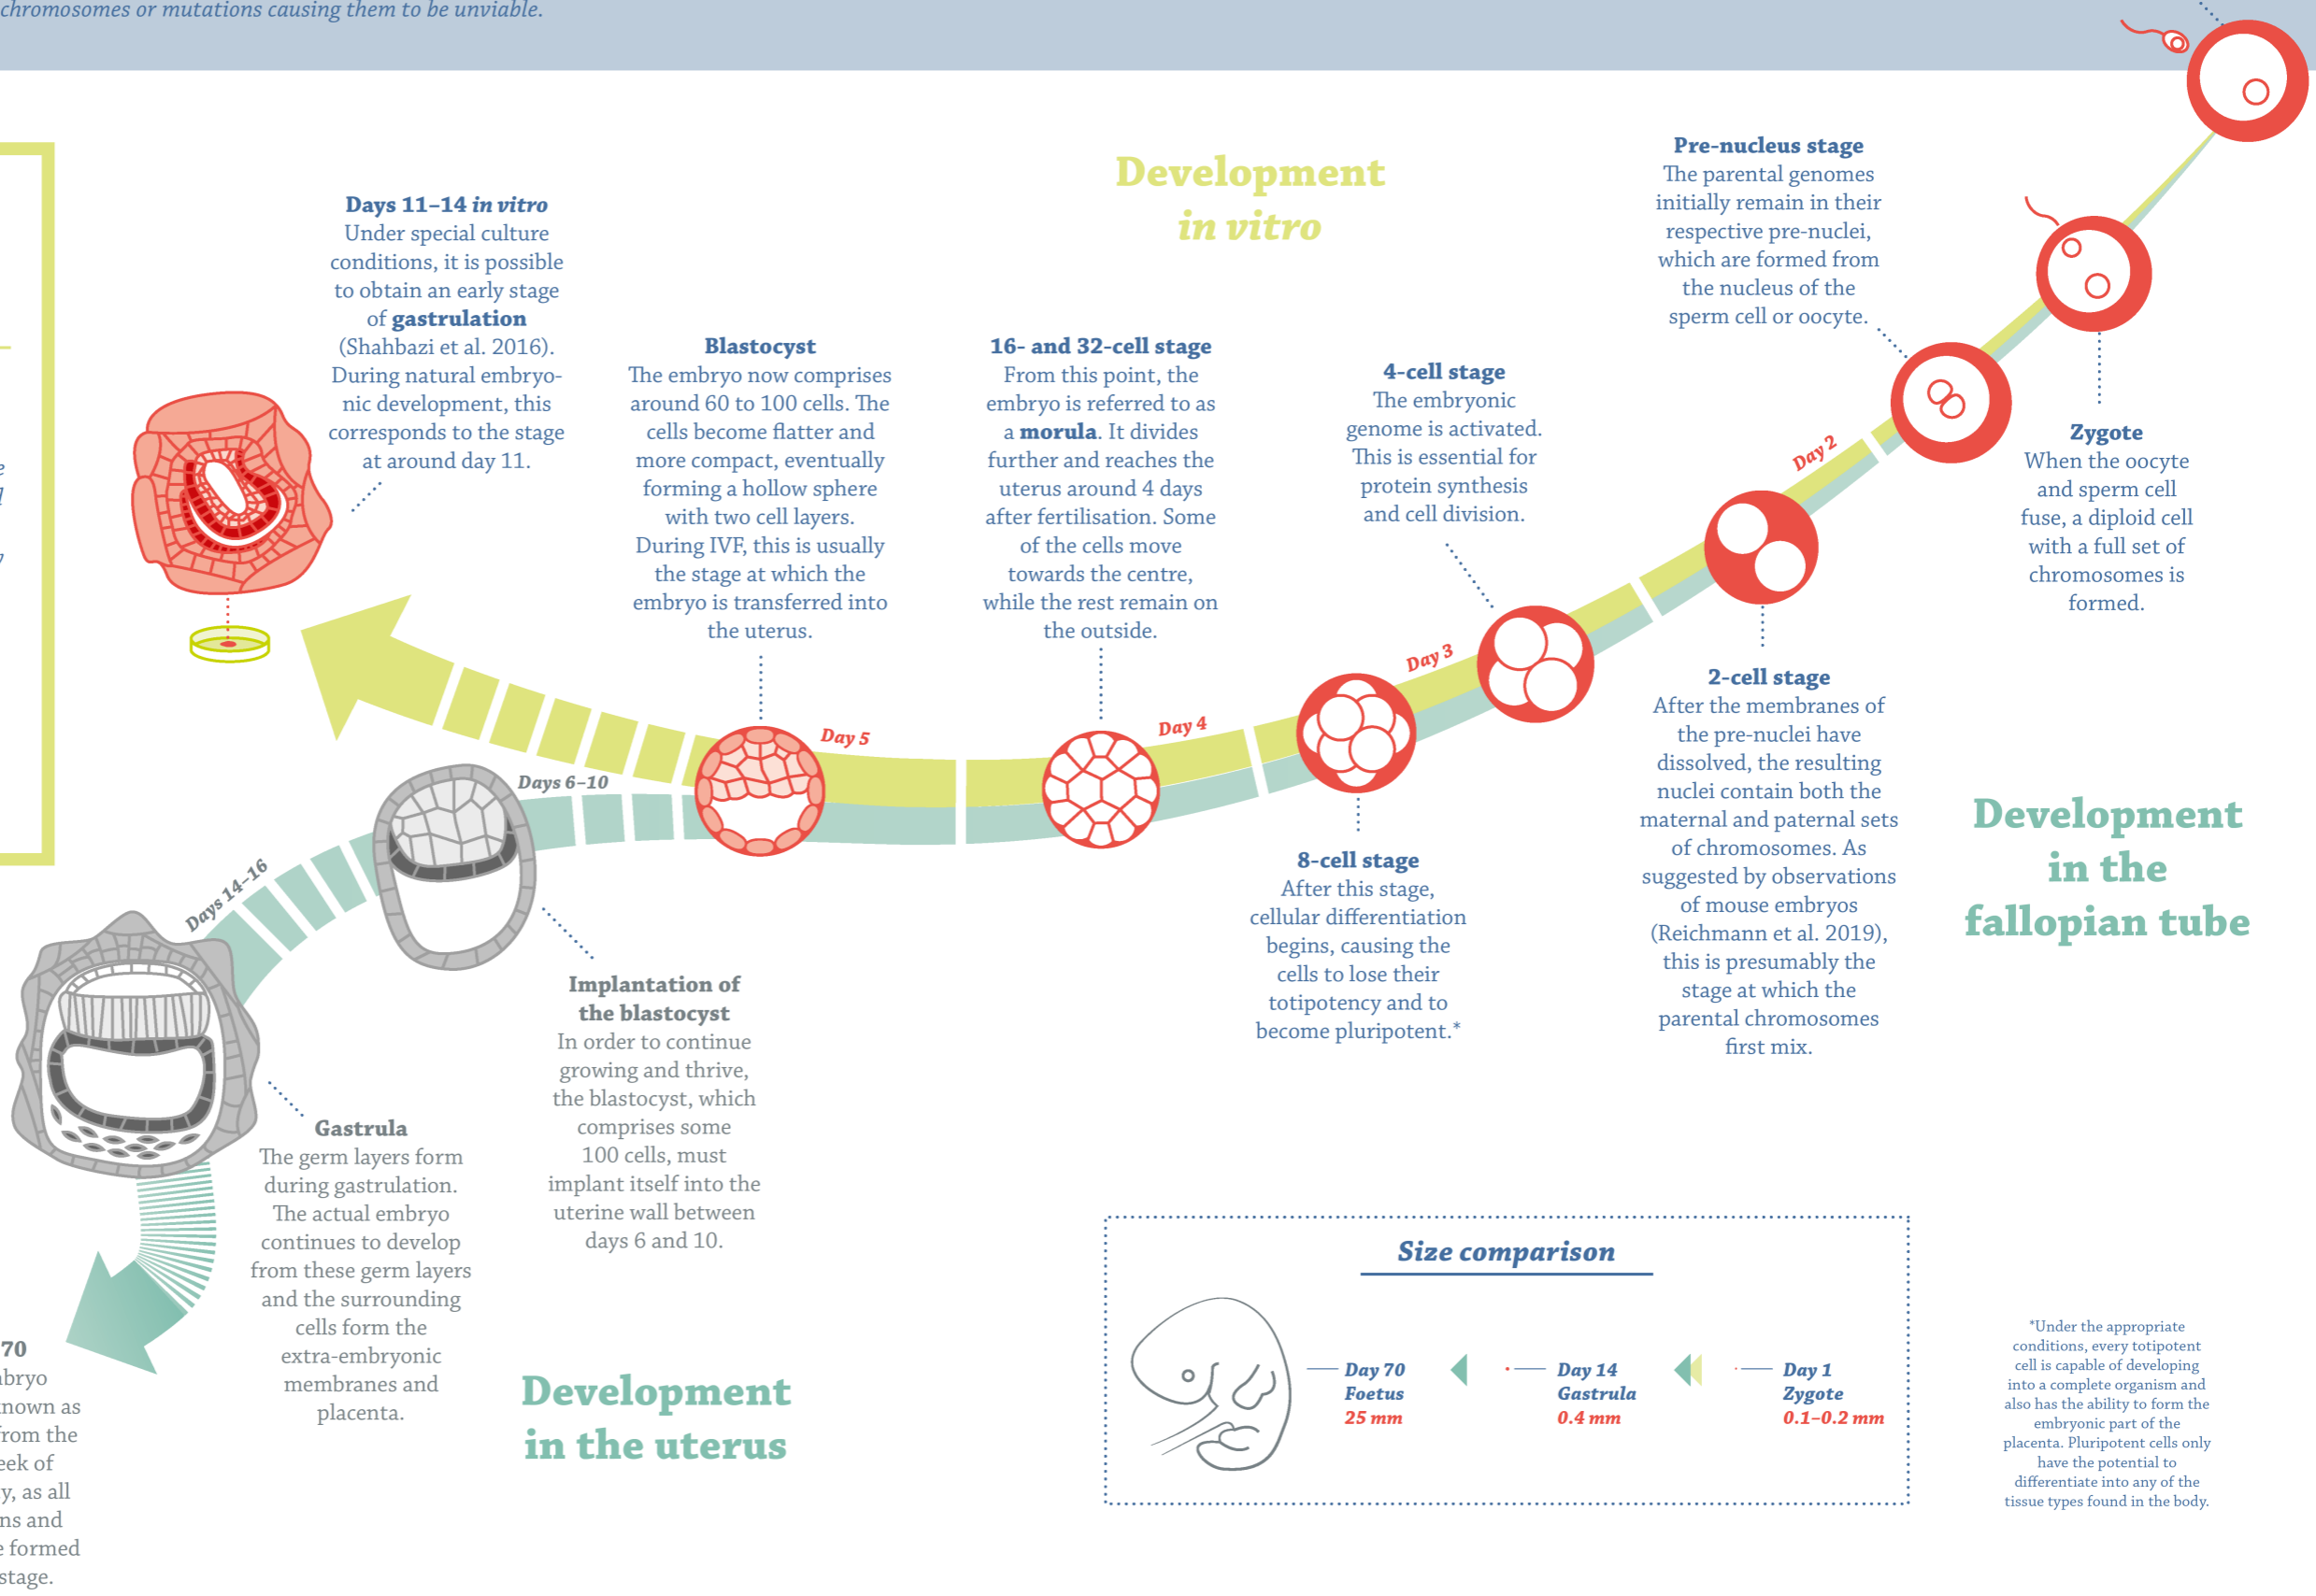 chromosomes or mutations causing them to be unviable.
Development
in vitro
Pre-nucleus stage
The parental genomes
initially remain in their
respective pre-nuclei,
which are formed from
the nucleus of the
sperm cell or oocyte.
Zygote
When the oocyte
and sperm cell
fuse, a diploid cell
with a full set of
chromosomes is
formed.
Day 2
2-cell stage
After the membranes of
the pre-nuclei have
dissolved, the resulting
nuclei contain both the
maternal and paternal sets
of chromosomes. As
suggested by observations
of mouse embryos
(Reichmann et al. 2019),
this is presumably the
stage at which the
parental chromosomes
first mix.
4-cell stage
The embryonic
genome is activated.
This is essential for
protein synthesis
and cell division.
Day 3
8-cell stage
After this stage,
cellular differentiation
begins, causing the
cells to lose their
totipotency and to
become pluripotent.*
Day 4
16- and 32-cell stage
From this point, the
embryo is referred to as
a morula. It divides
further and reaches the
uterus around 4 days
after fertilisation. Some
of the cells move
towards the centre,
while the rest remain on
the outside.
Day 5
Blastocyst
The embryo now comprises
around 60 to 100 cells. The
cells become flatter and
more compact, eventually
forming a hollow sphere
with two cell layers.
During IVF, this is usually
the stage at which the
embryo is transferred into
the uterus.
Days 11–14 in vitro
Under special culture
conditions, it is possible
to obtain an early stage
of gastrulation
(Shahbazi et al. 2016).
During natural embryo-
nic development, this
corresponds to the stage
at around day 11.
Days 6–10
Implantation of
the blastocyst
In order to continue
growing and thrive,
the blastocyst, which
comprises some
100 cells, must
implant itself into the
uterine wall between
days 6 and 10.
Days 14–16
Gastrula
The germ layers form
during gastrulation.
The actual embryo
continues to develop
from these germ layers
and the surrounding
cells form the
extra-embryonic
membranes and
placenta.
70
bryo
nown as
from the
eek of
y, as all
ns and
e formed
stage.
Development
in the uterus
Development
in the
fallopian tube
Size comparison
Day 70
Foetus
25 mm
Day 14
Gastrula
0.4 mm
Day 1
Zygote
0.1–0.2 mm
*Under the appropriate
conditions, every totipotent
cell is capable of developing
into a complete organism and
also has the ability to form the
embryonic part of the
placenta. Pluripotent cells only
have the potential to
differentiate into any of the
tissue types found in the body.